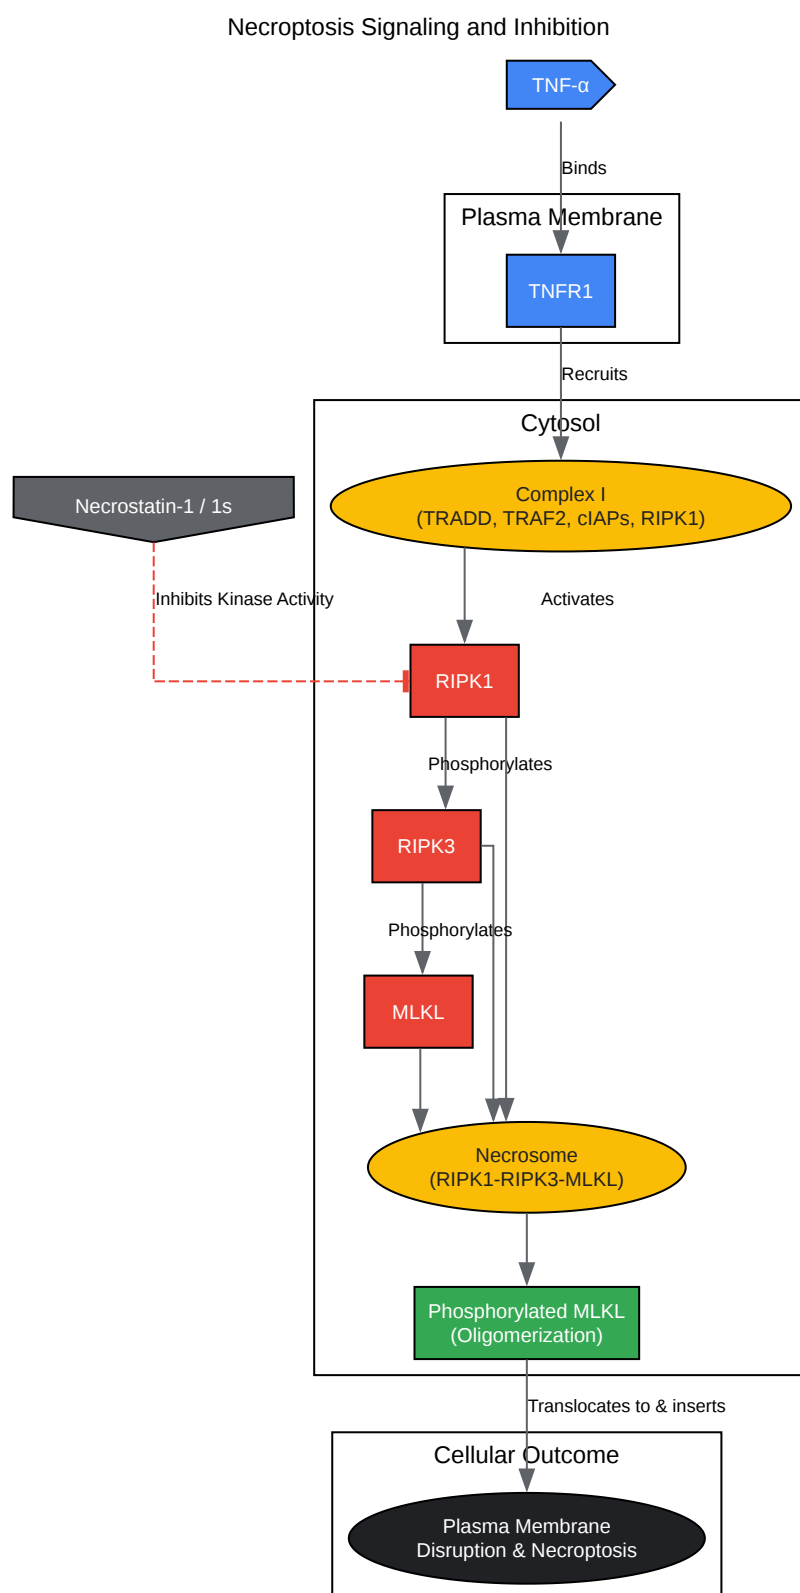 Necroptosis Signaling and Inhibition
TNF-α
Binds
Plasma Membrane
TNFR1
Recruits
Cytosol
Complex I
(TRADD, TRAF2, cIAPs, RIPK1)
Necrostatin-1 / 1s
Inhibits Kinase Activity
Activates
RIPK1
Phosphorylates
RIPK3
Phosphorylates
MLKL
Necrosome
(RIPK1-RIPK3-MLKL)
Phosphorylated MLKL
(Oligomerization)
Translocates to & inserts
Cellular Outcome
Plasma Membrane
Disruption & Necroptosis